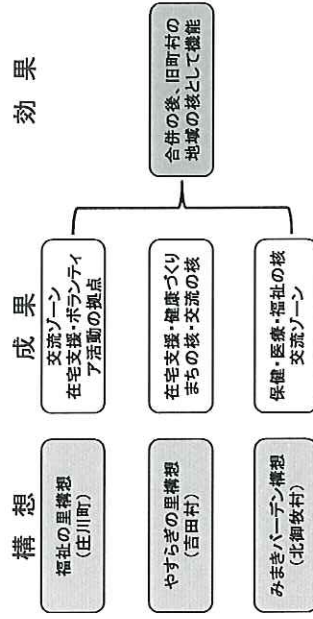 構想
成果
効果
福祉の里構想
（庄川町）
交流ゾーン
在宅支援・ボランティ
ア活動の拠点
やすらぎの里構想
（吉田村）
在宅支援・健康づくり
まちの核・交流の核
みまきバーデン構想
（北御牧村）
保健・医療・福祉の核
交流ゾーン
合併の後、旧町村の
地域の核として機能